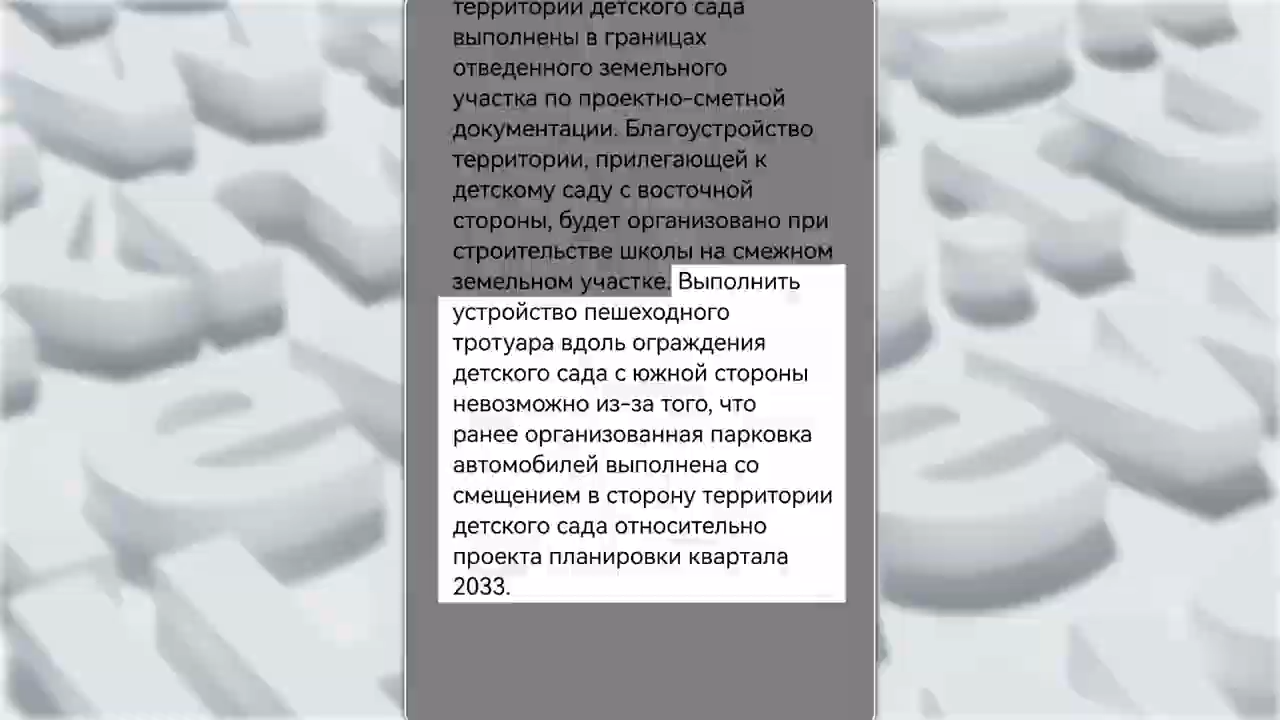 территории детского сада
выполнены в границах
отведенного земельного
участка по проектно-сметной
документации. Благоустройство
территории, прилегающей к
детскому саду с восточной
стороны, будет организовано при
строительстве школы на смежном
земельном участке. Выполнить
устройство пешеходного
тротуара вдоль ограждения
детского сада с южной стороны
невозможно из-за того, что
ранее организованная парковка
автомобилей выполнена со
смещением в сторону территории
детского сада относительно
проекта планировки квартала
2033.